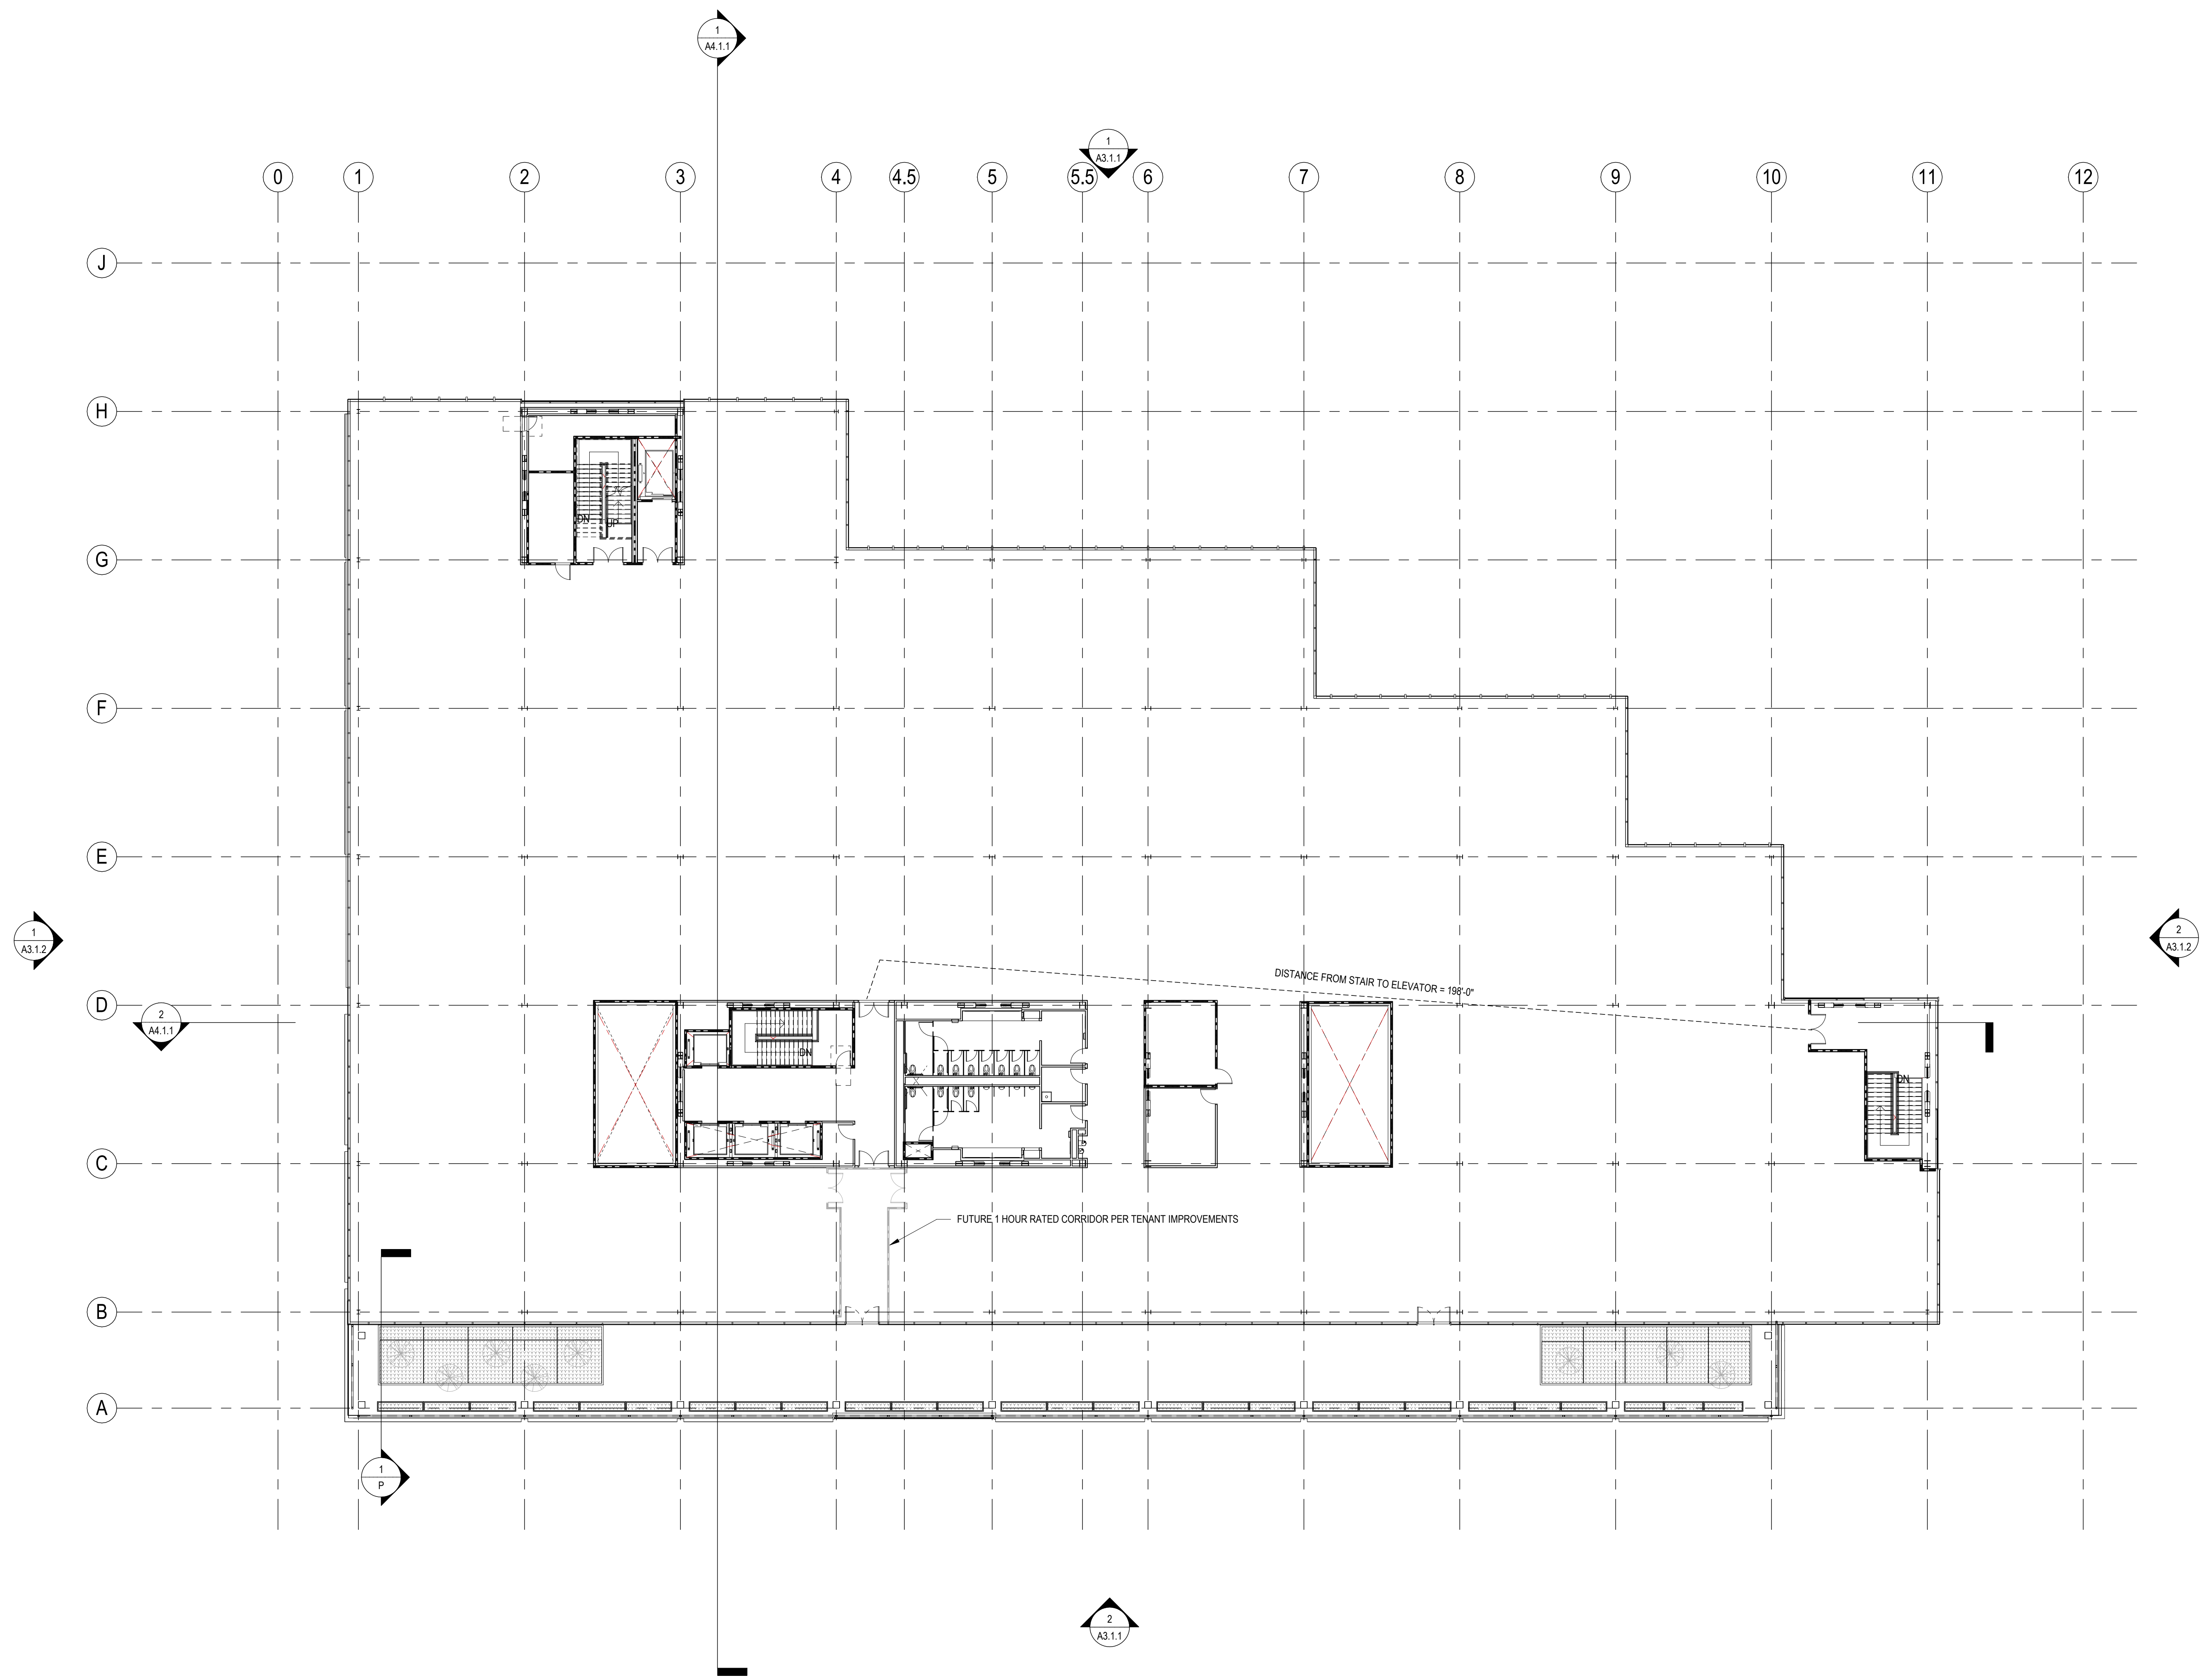 1
A4.1.1
1
A3.1.1
0 1 2 3 4 4.5 5 5.5 6 7 8 9 10 11 12
J
H
DN
UP
G
F
E
1
A3.1.2
2
A3.1.2
DISTANCE FROM STAIR TO ELEVATOR = 198'-0"
D
2
A4.1.1
DN
DN
C
FUTURE 1 HOUR RATED CORRIDOR PER TENANT IMPROVEMENTS
B
A
1
P
2
A3.1.1